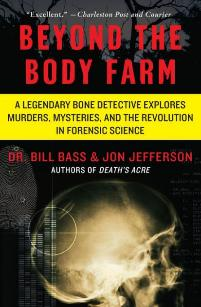 "Excellent." —Charleston Post and Courier
BEYOND THE
BODY FARM
A LEGENDARY BONE DETECTIVE EXPLORES
MURDERS, MYSTERIES, AND THE REVOLUTION
IN FORENSIC SCIENCE
DR. BILL BASS & JON JEFFERSON
AUTHORS OF DEATH'S ACRE